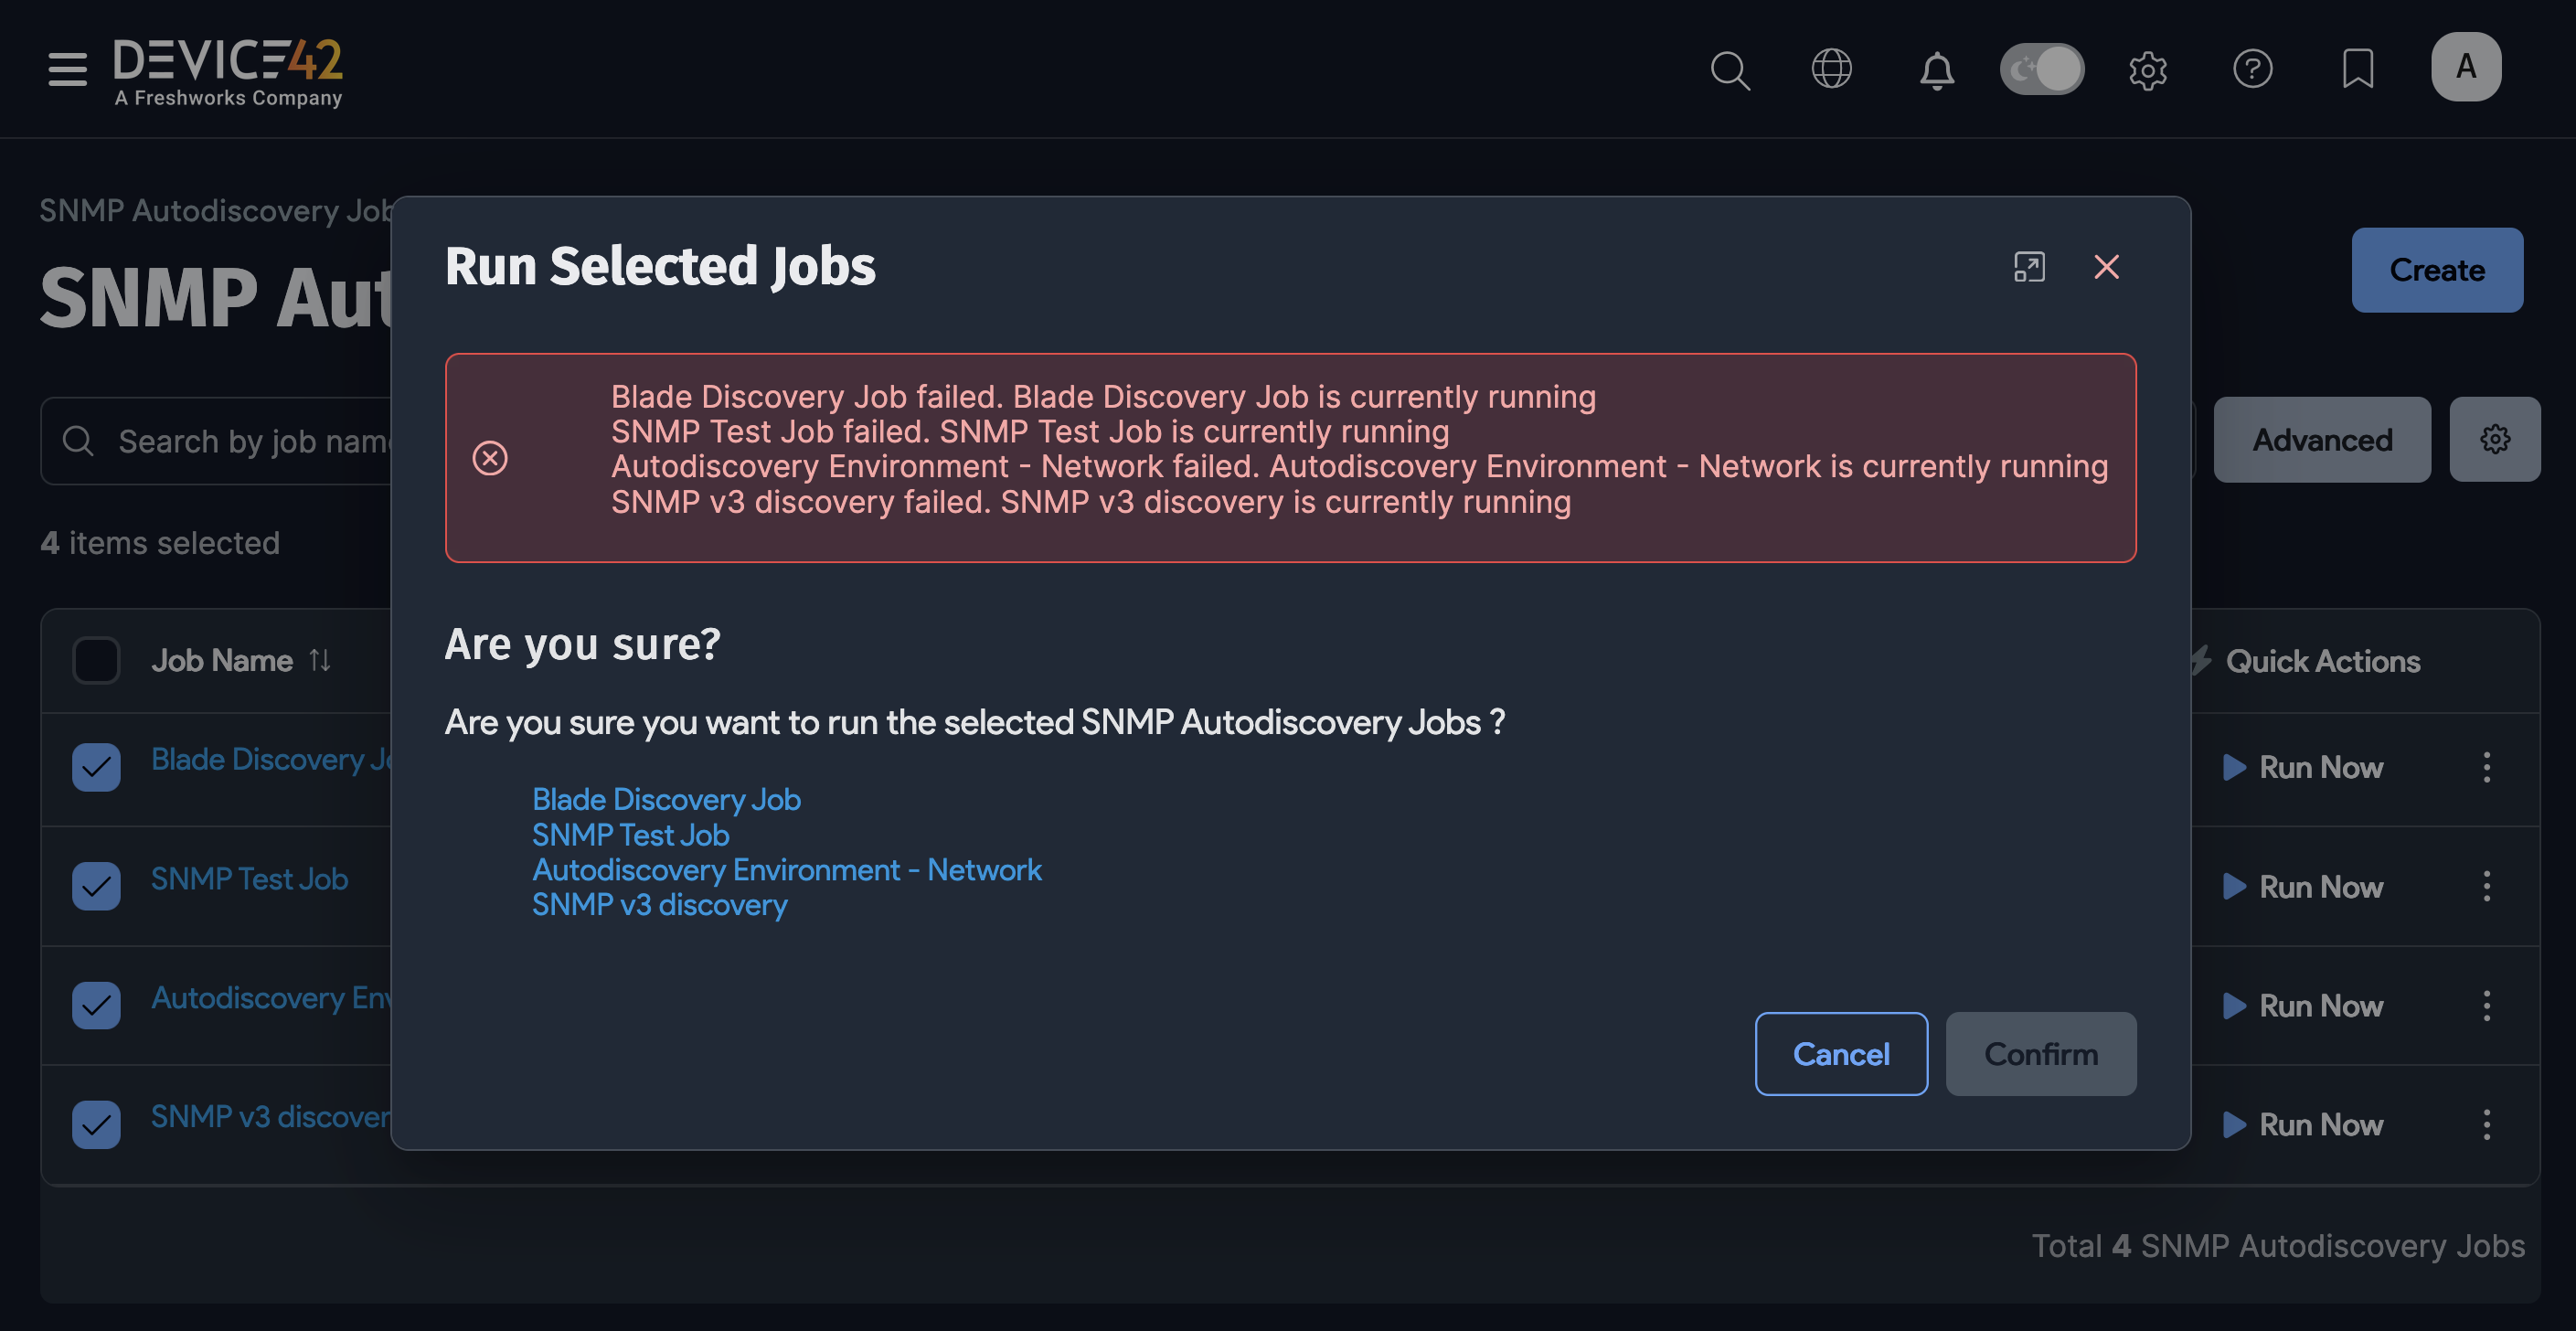 DEVICE42
A Freshworks Company
A
SNMP Autodiscovery Job
SNMP Aut
Create
Search by job name
Advanced
4 items selected
Job Name
Quick Actions
Blade Discovery Jo
Run Now
SNMP Test Job
Run Now
Autodiscovery Env
Run Now
SNMP v3 discover
Run Now
Total 4 SNMP Autodiscovery Jobs
Run Selected Jobs
Blade Discovery Job failed. Blade Discovery Job is currently running
SNMP Test Job failed. SNMP Test Job is currently running
Autodiscovery Environment - Network failed. Autodiscovery Environment - Network is currently running
SNMP v3 discovery failed. SNMP v3 discovery is currently running
Are you sure?
Are you sure you want to run the selected SNMP Autodiscovery Jobs ?
Blade Discovery Job
SNMP Test Job
Autodiscovery Environment - Network
SNMP v3 discovery
Cancel
Confirm